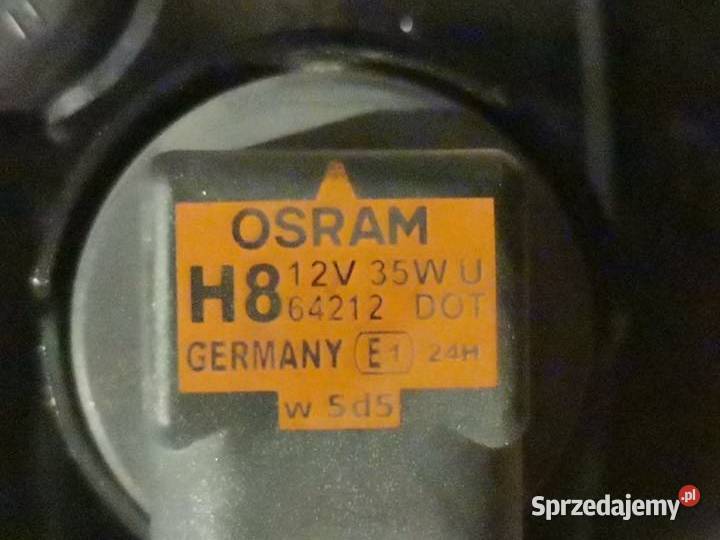 OSRAM
H8 12V 35W U
64212 DOT
GERMANY E1 24H
w 5d5
Sprzedajemy.pl